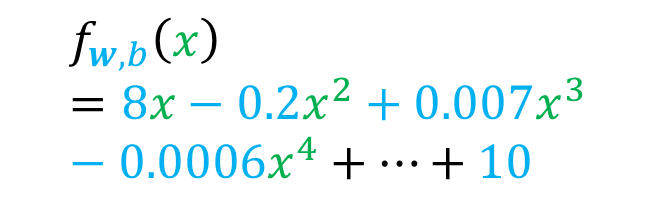 f_{w,b}(x)
= 8x − 0.2x² + 0.007x³
− 0.0006x⁴ + ⋯ + 10